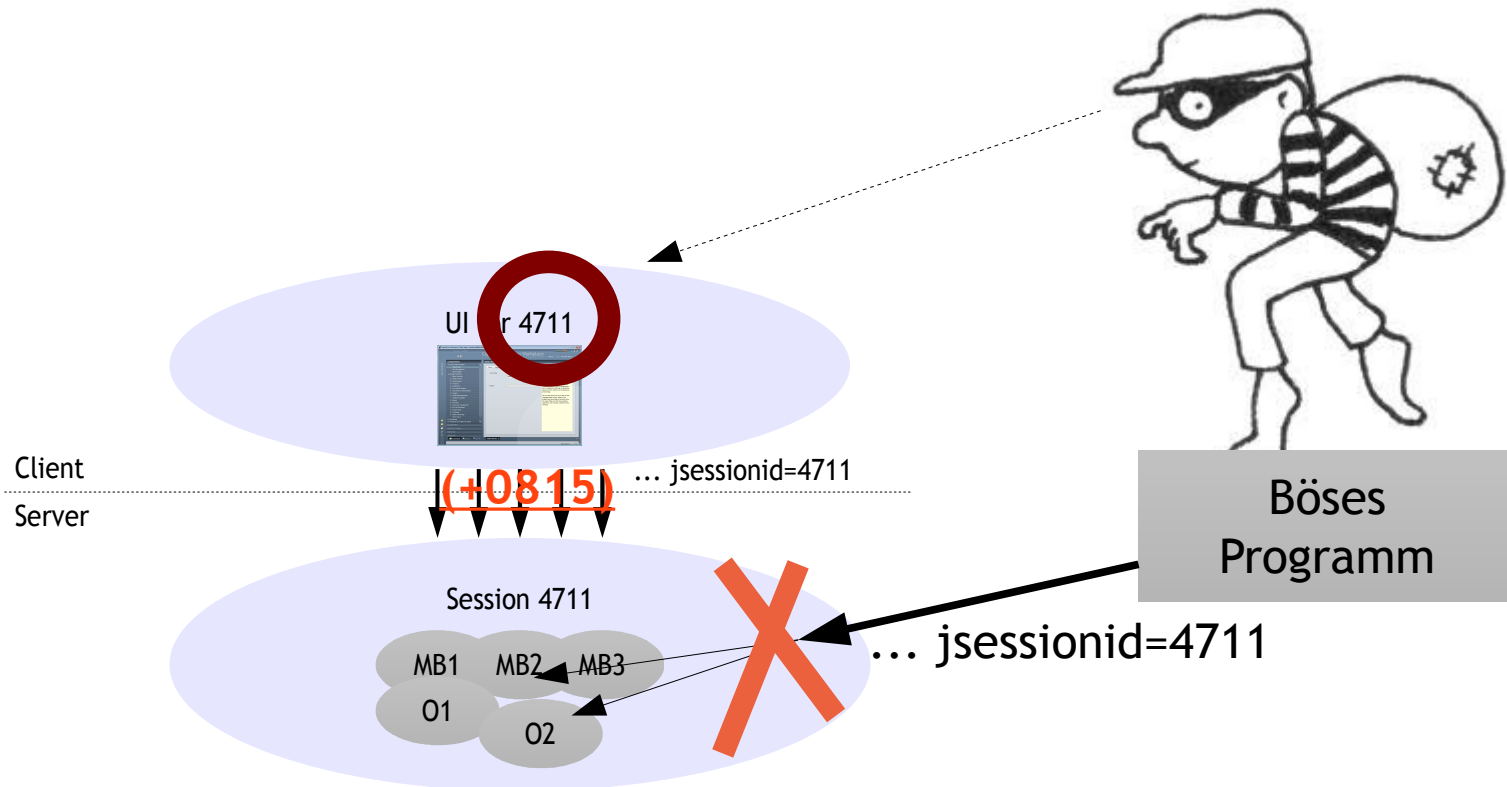 UI r 4711
Client
(+0815)
... jsessionid=4711
Server
Böses
Programm
Session 4711
... jsessionid=4711
MB1 MB2 MB3
O1
O2